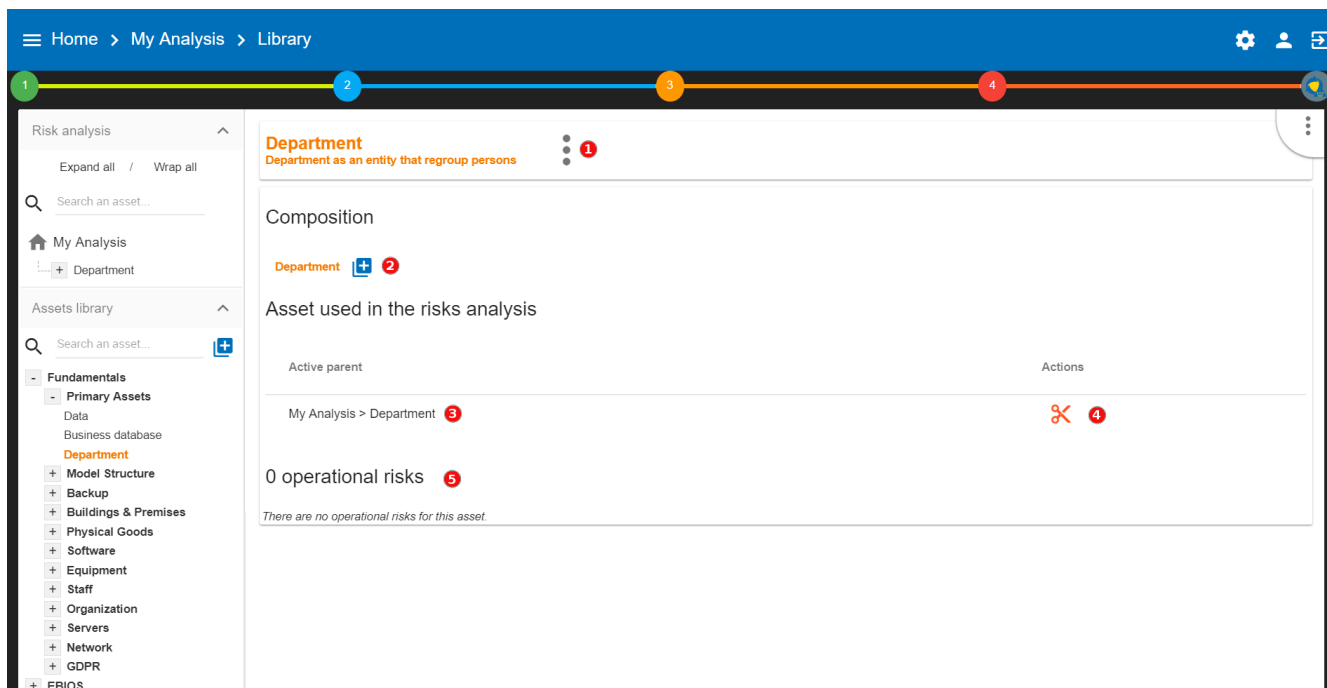 Home > My Analysis > Library
1 2 3 4
Risk analysis
Expand all / Wrap all
Search an asset...
My Analysis
+ Department
Assets library
Search an asset...
- Fundamentals
- Primary Assets
Data
Business database
Department
+ Model Structure
+ Backup
+ Buildings & Premises
+ Physical Goods
+ Software
+ Equipment
+ Staff
+ Organization
+ Servers
+ Network
+ GDPR
+ EBIOS
Department
Department as an entity that regroup persons
1
Composition
Department 2
Asset used in the risks analysis
Active parent Actions
My Analysis > Department 3 4
0 operational risks 5
There are no operational risks for this asset.